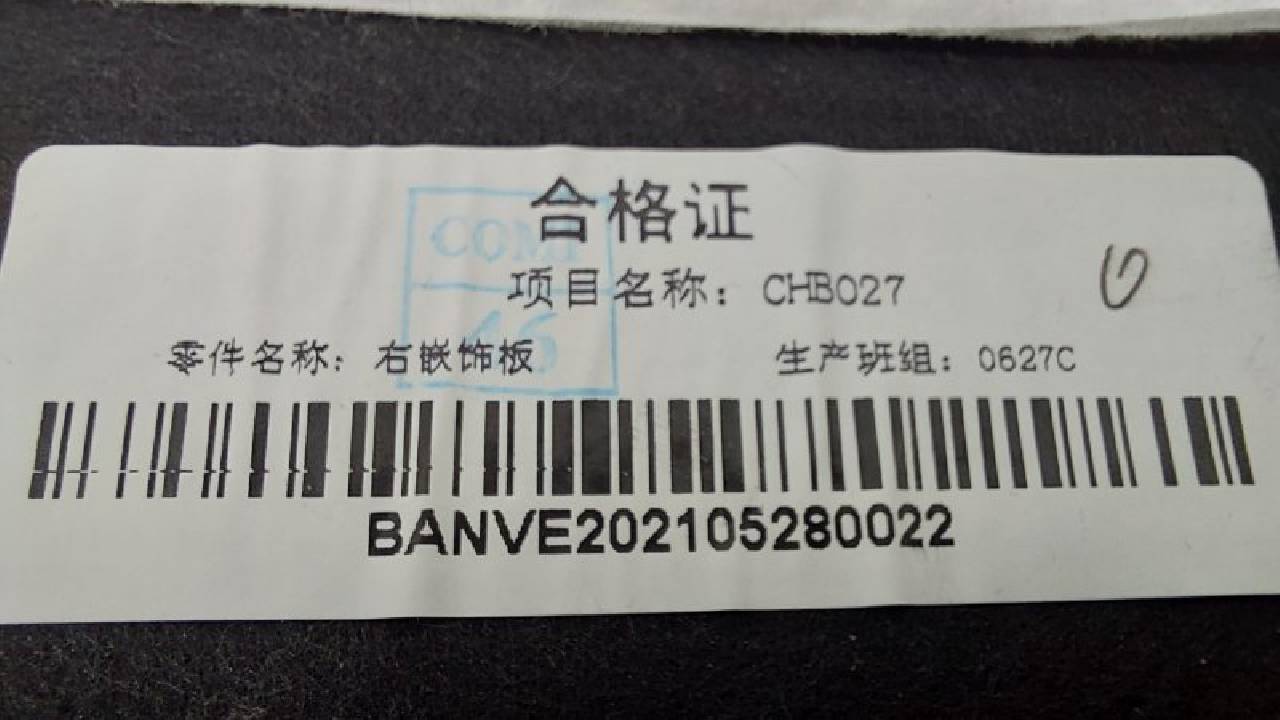 合格证
项目名称：CHB027
零件名称：右嵌饰板 生产班组：0627C
BANVE202105280022